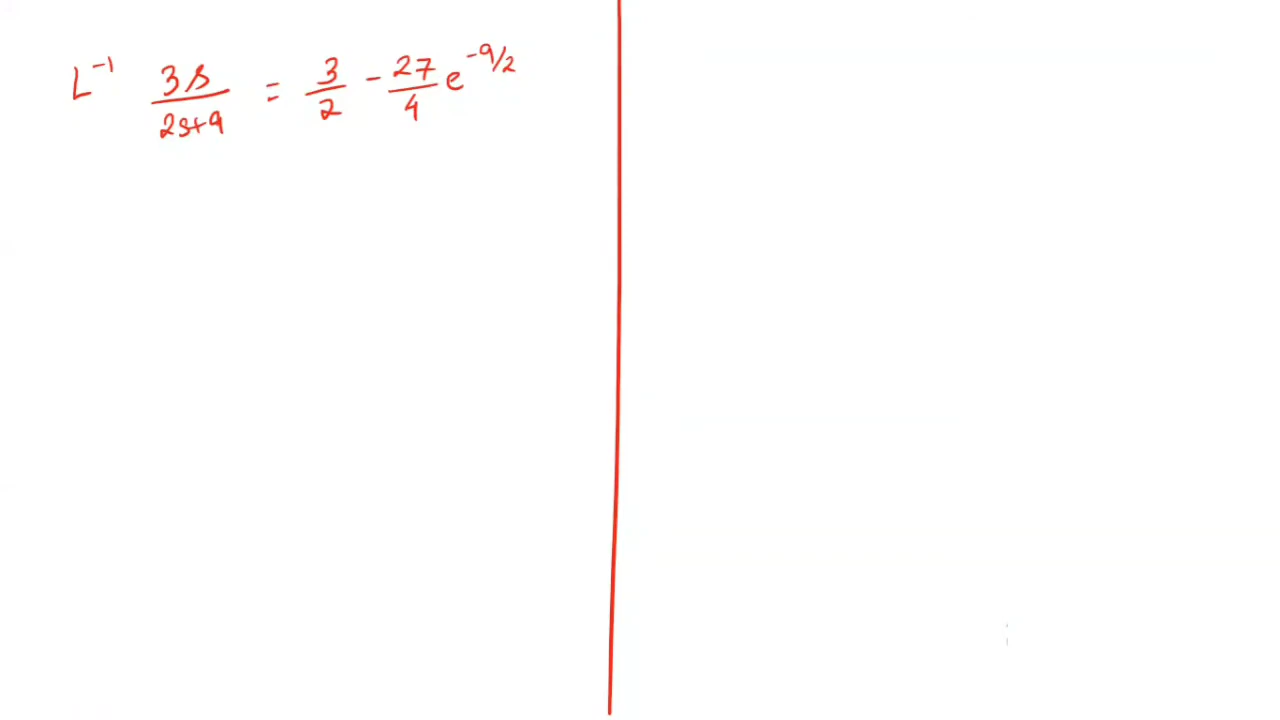 L⁻¹ 3s/(2s+9) = 3/2 - 27/4 e^(-9/2)